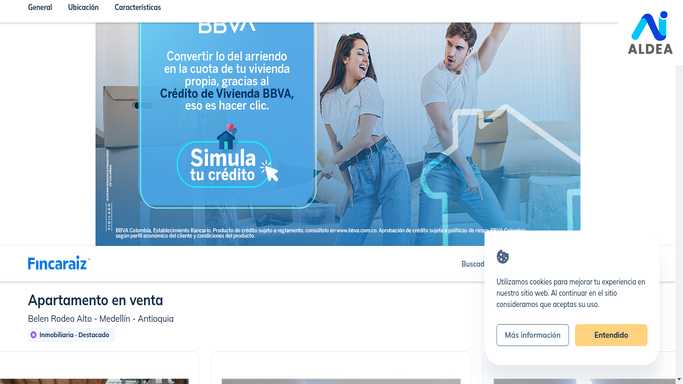 General Ubicación Características
ALDEA
BBVA
Convertir lo del arriendo
en la cuota de tu vivienda
propia, gracias al
Crédito de Vivienda BBVA,
eso es hacer clic.
Simula
tu crédito
BBVA Colombia, Establecimiento Bancario. Producto de crédito sujeto a reglamento, consúltelo en www.bbva.com.co. Aprobación de crédito sujeta a políticas de riesgo BBVA Colombia,
según perfil económico del cliente y condiciones del producto.
Fincaraiz
Buscad
Apartamento en venta
Belen Rodeo Alto - Medellín - Antioquia
Inmobiliaria - Destacado
Utilizamos cookies para mejorar tu experiencia en
nuestro sitio web. Al continuar en el sitio
consideramos que aceptas su uso.
Más información Entendido